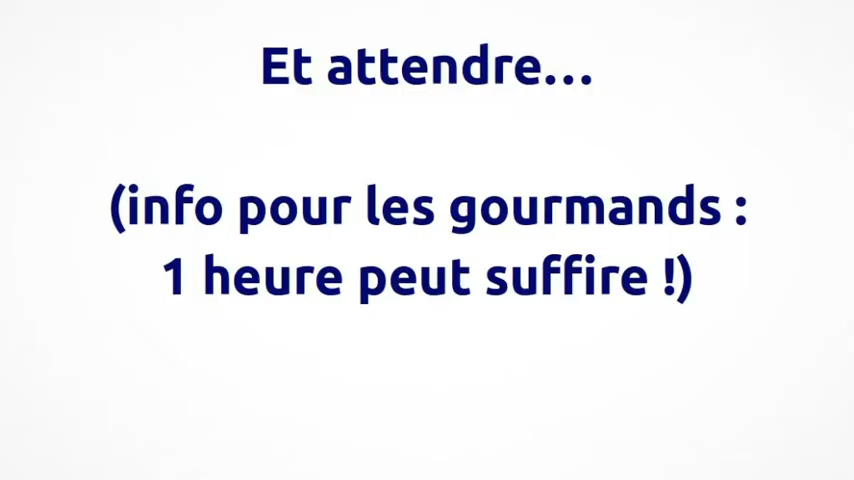 Et attendre...
(info pour les gourmands :
1 heure peut suffire !)